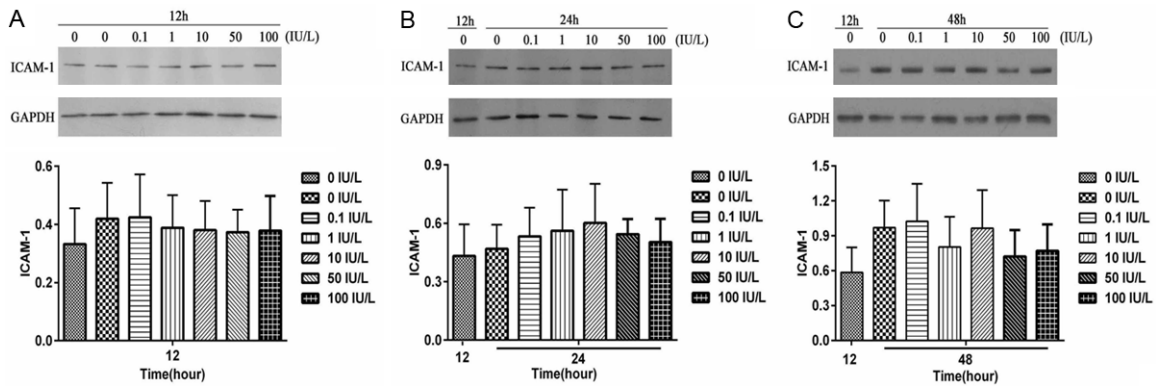 A
12h
0 0 0.1 1 10 50 100 (IU/L)
ICAM-1
GAPDH
0.6
0.4
0.2
0.0
ICAM-1
12
Time(hour)
0 IU/L
0 IU/L
0.1 IU/L
1 IU/L
10 IU/L
50 IU/L
100 IU/L
B
12h 24h
0 0 0.1 1 10 50 100 (IU/L)
ICAM-1
GAPDH
0.9
0.6
0.3
0.0
ICAM-1
12 24
Time(hour)
0 IU/L
0 IU/L
0.1 IU/L
1 IU/L
10 IU/L
50 IU/L
100 IU/L
C
12h 48h
0 0 0.1 1 10 50 100 (IU/L)
ICAM-1
GAPDH
1.5
1.2
0.9
0.6
0.3
0.0
ICAM-1
12 48
Time(hour)
0 IU/L
0 IU/L
0.1 IU/L
1 IU/L
10 IU/L
50 IU/L
100 IU/L